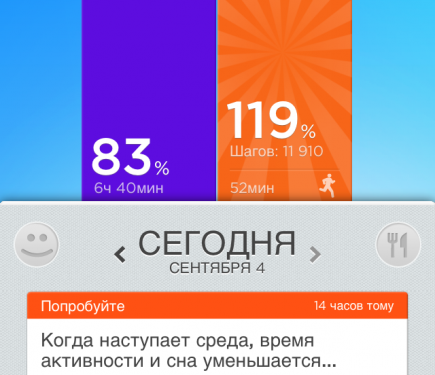 83%
6ч 40мин
119%
Шагов: 11 910
52мин
СЕГОДНЯ
СЕНТЯБРЯ 4
Попробуйте 14 часов тому
Когда наступает среда, время
активности и сна уменьшается...